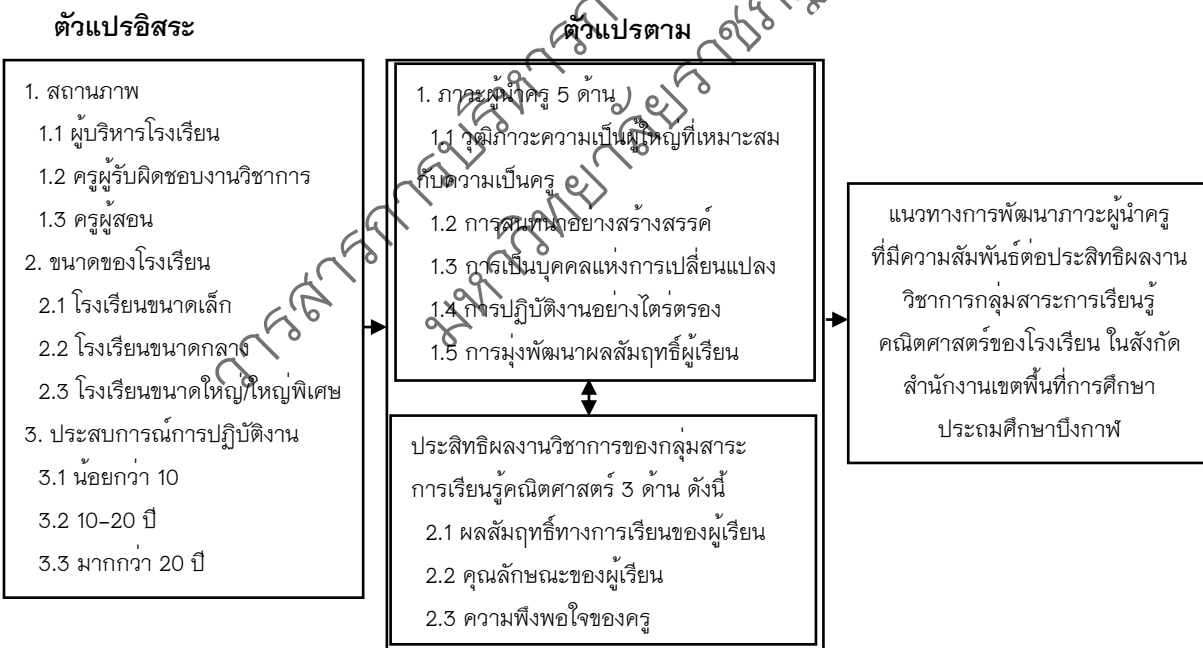 ตัวแปรอิสระ
1. สถานภาพ
1.1 ผู้บริหารโรงเรียน
1.2 ครูผู้รับผิดชอบงานวิชาการ
1.3 ครูผู้สอน
2. ขนาดของโรงเรียน
2.1 โรงเรียนขนาดเล็ก
2.2 โรงเรียนขนาดกลาง
2.3 โรงเรียนขนาดใหญ่/ใหญ่พิเศษ
3. ประสบการณ์การปฏิบัติงาน
3.1 น้อยกว่า 10
3.2 10–20 ปี
3.3 มากกว่า 20 ปี
ตัวแปรตาม
1. ภาวะผู้นำครู 5 ด้าน
1.1 วุฒิภาวะความเป็นผู้ใหญ่ที่เหมาะสม
กับความเป็นครู
1.2 การสนทนาอย่างสร้างสรรค์
1.3 การเป็นบุคคลแห่งการเปลี่ยนแปลง
1.4 การปฏิบัติงานอย่างไตร่ตรอง
1.5 การมุ่งพัฒนาผลสัมฤทธิ์ผู้เรียน
ประสิทธิผลงานวิชาการของกลุ่มสาระ
การเรียนรู้คณิตศาสตร์ 3 ด้าน ดังนี้
2.1 ผลสัมฤทธิ์ทางการเรียนของผู้เรียน
2.2 คุณลักษณะของผู้เรียน
2.3 ความพึงพอใจของครู
แนวทางการพัฒนาภาวะผู้นำครู
ที่มีความสัมพันธ์ต่อประสิทธิผลงาน
วิชาการกลุ่มสาระการเรียนรู้
คณิตศาสตร์ของโรงเรียน ในสังกัด
สำนักงานเขตพื้นที่การศึกษา
ประถมศึกษาบึงกาฬ
มหาวิทยาลัยราชภัฏ